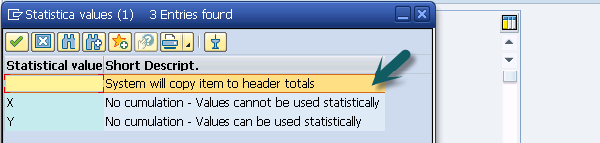 Statistica values (1) 3 Entries found
Statistical value Short Descript.
System will copy item to header totals
X No cumulation - Values cannot be used statistically
Y No cumulation - Values can be used statistically